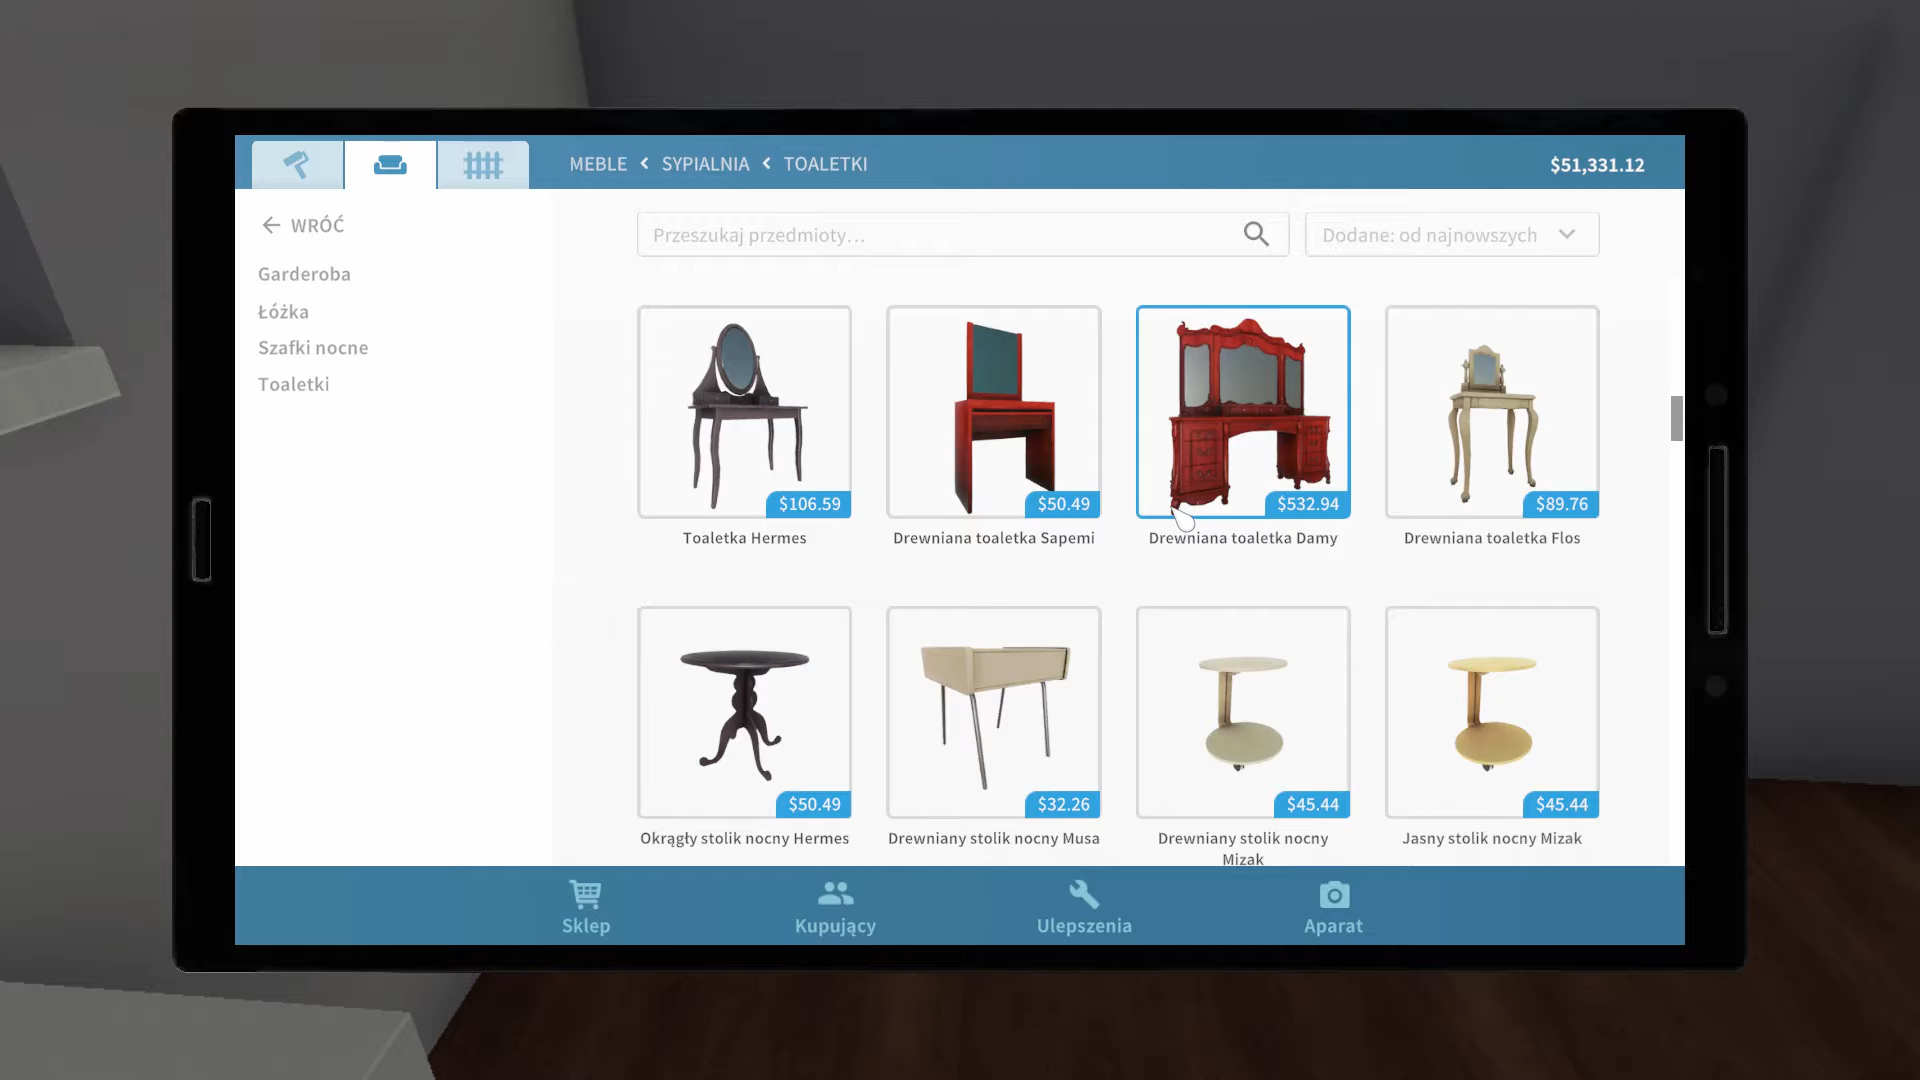 MEBLE < SYPIALNIA < TOALETKI
$51,331.12
WRÓĆ
Garderoba
Łóżka
Szafki nocne
Toaletki
Przeszukaj przedmioty...
Dodane: od najnowszych
$106.59
$50.49
$532.94
$89.76
Toaletka Hermes
Drewniana toaletka Sapemi
Drewniana toaletka Damy
Drewniana toaletka Flos
$50.49
$32.26
$45.44
$45.44
Okrągły stolik nocny Hermes
Drewniany stolik nocny Musa
Drewniany stolik nocny
Mizak
Jasny stolik nocny Mizak
Sklep
Kupujący
Ulepszenia
Aparat